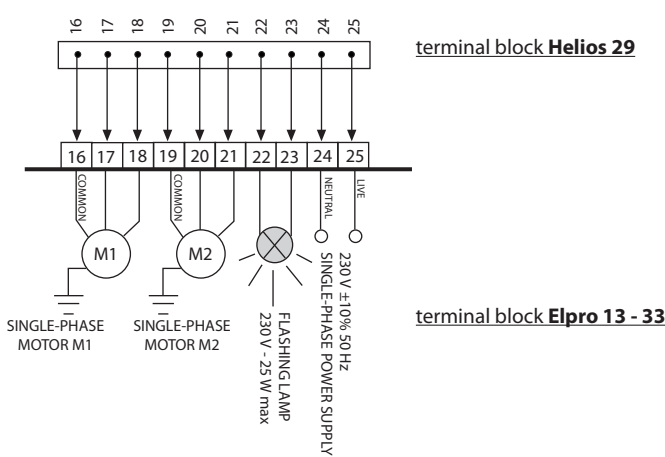 16 17 18 19 20 21 22 23 24 25
terminal block Helios 29
16 17 18 19 20 21 22 23 24 25
COMMON
COMMON
NEUTRAL
LIVE
M1
M2
SINGLE-PHASE
MOTOR M1
SINGLE-PHASE
MOTOR M2
FLASHING LAMP
230 V - 25 W max
230 V ±10% 50 Hz
SINGLE-PHASE POWER SUPPLY
terminal block Elpro 13 - 33